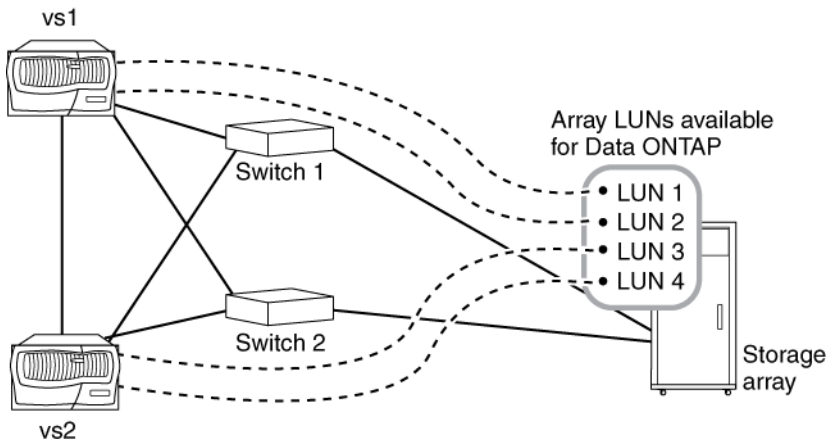 vs1
Array LUNs available
for Data ONTAP
Switch 1
LUN 1
LUN 2
LUN 3
LUN 4
Switch 2
Storage
array
vs2